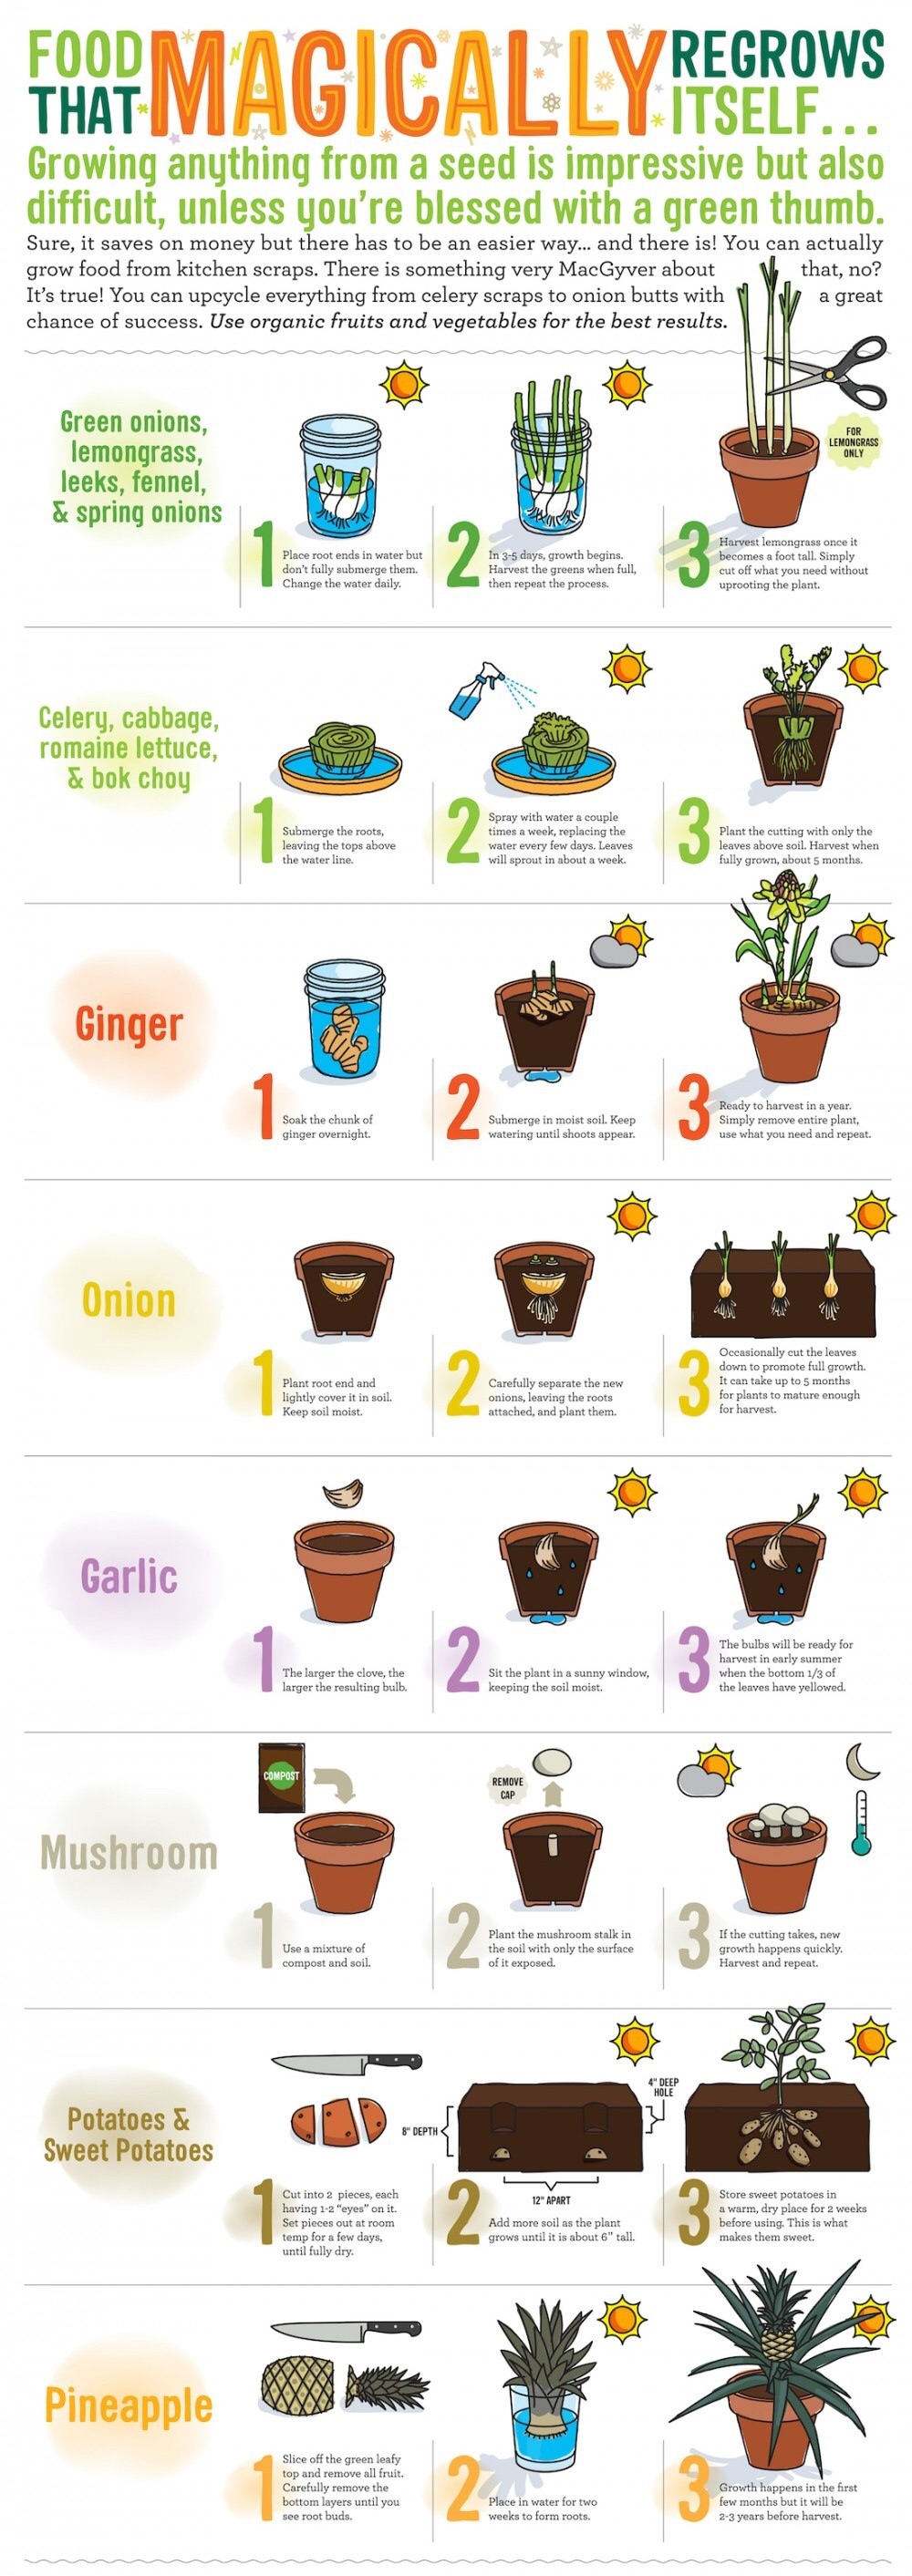 FOOD MAGICALLY REGROWS
THAT ITSELF...
Growing anything from a seed is impressive but also
difficult, unless you're blessed with a green thumb.
Sure, it saves on money but there has to be an easier way... and there is! You can actually
grow food from kitchen scraps. There is something very MacGyver about that, no?
It's true! You can upcycle everything from celery scraps to onion butts with a great
chance of success. Use organic fruits and vegetables for the best results.
Green onions,
lemongrass,
leeks, fennel,
& spring onions
1
Place root ends in water but
don't fully submerge them.
Change the water daily.
2
In 3-5 days, growth begins.
Harvest the greens when full,
then repeat the process.
FOR
LEMONGRASS
ONLY
3
Harvest lemongrass once it
becomes a foot tall. Simply
cut off what you need without
uprooting the plant.
Celery, cabbage,
romaine lettuce,
& bok choy
1
Submerge the roots,
leaving the tops above
the water line.
2
Spray with water a couple
times a week, replacing the
water every few days. Leaves
will sprout in about a week.
3
Plant the cutting with only the
leaves above soil. Harvest when
fully grown, about 5 months.
Ginger
1
Soak the chunk of
ginger overnight.
2
Submerge in moist soil. Keep
watering until shoots appear.
3
Ready to harvest in a year.
Simply remove entire plant,
use what you need and repeat.
Onion
1
Plant root end and
lightly cover it in soil.
Keep soil moist.
2
Carefully separate the new
onions, leaving the roots
attached, and plant them.
3
Occasionally cut the leaves
down to promote full growth.
It can take up to 5 months
for plants to mature enough
for harvest.
Garlic
1
The larger the clove, the
larger the resulting bulb.
2
Sit the plant in a sunny window,
keeping the soil moist.
3
The bulbs will be ready for
harvest in early summer
when the bottom 1/3 of
the leaves have yellowed.
Mushroom
COMPOST
1
Use a mixture of
compost and soil.
REMOVE
CAP
2
Plant the mushroom stalk in
the soil with only the surface
of it exposed.
3
If the cutting takes, new
growth happens quickly.
Harvest and repeat.
Potatoes &
Sweet Potatoes
1
Cut into 2 pieces, each
having 1-2 "eyes" on it.
Set pieces out at room
temp for a few days,
until fully dry.
8" DEPTH
4" DEEP
HOLE
12" APART
2
Add more soil as the plant
grows until it is about 6" tall.
3
Store sweet potatoes in
a warm, dry place for 2 weeks
before using. This is what
makes them sweet.
Pineapple
1
Slice off the green leafy
top and remove all fruit.
Carefully remove the
bottom layers until you
see root buds.
2
Place in water for two
weeks to form roots.
3
Growth happens in the first
few months but it will be
2-3 years before harvest.